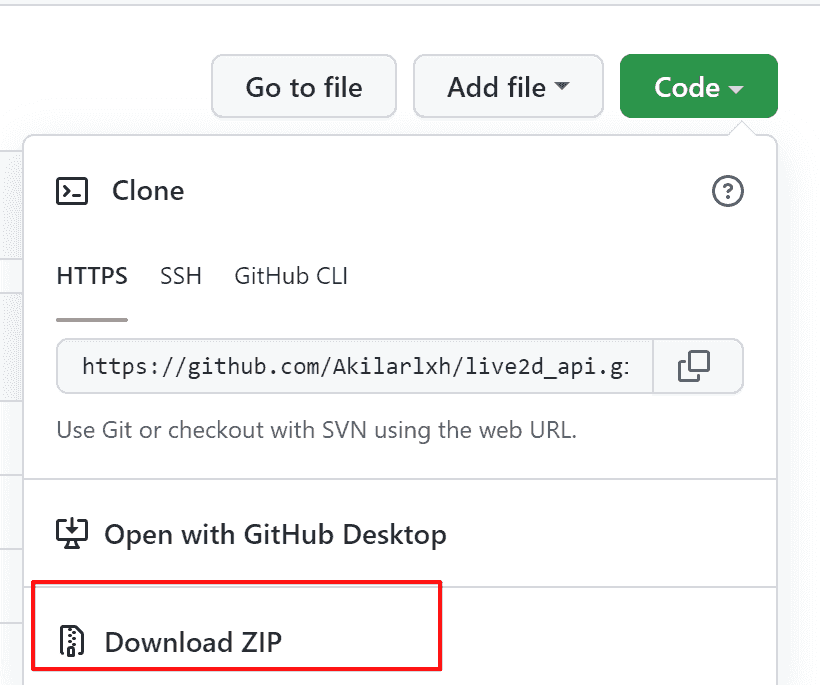 Go to file Add file Code
Clone
HTTPS SSH GitHub CLI
https://github.com/Akilarlxh/live2d_api.g
Use Git or checkout with SVN using the web URL.
Open with GitHub Desktop
Download ZIP